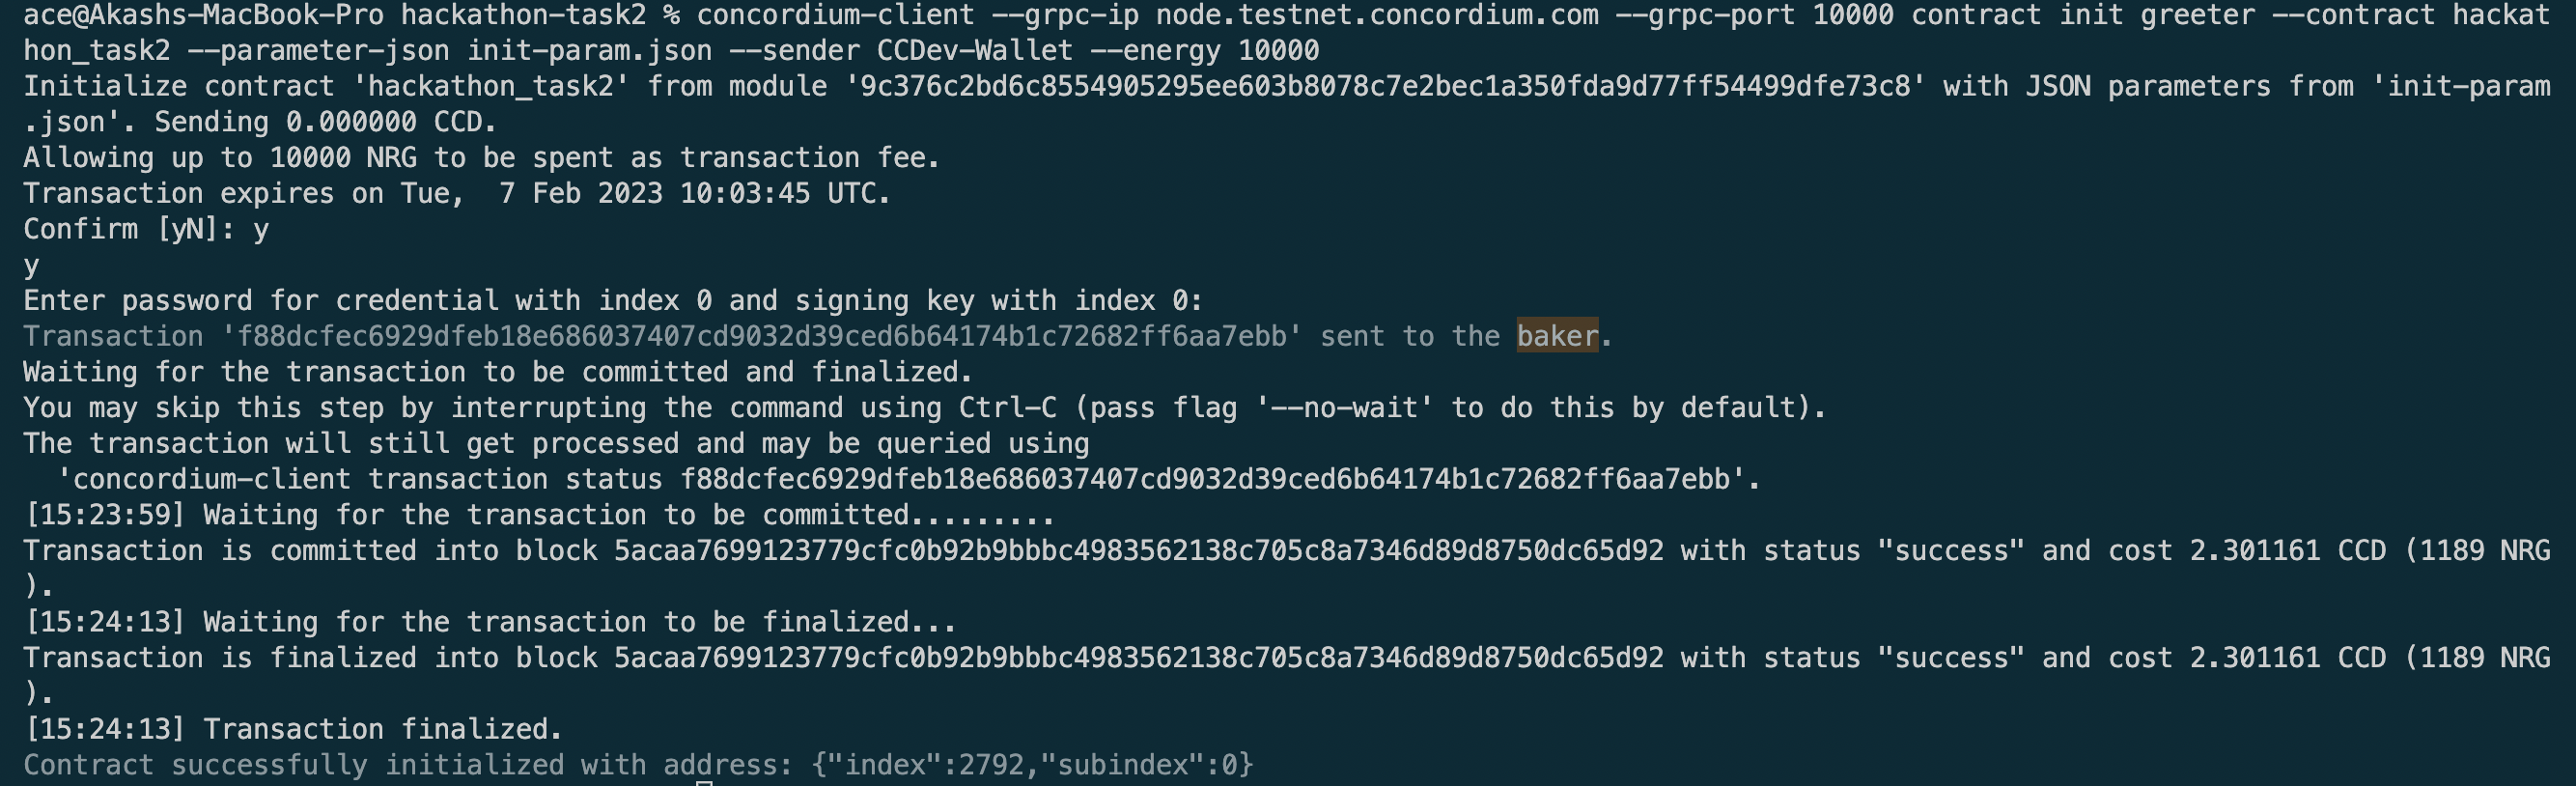 ace@Akashs-MacBook-Pro hackathon-task2 % concordium-client --grpc-ip node.testnet.concordium.com --grpc-port 10000 contract init greeter --contract hackat
hon_task2 --parameter-json init-param.json --sender CCDev-Wallet --energy 10000
Initialize contract 'hackathon_task2' from module '9c376c2bd6c8554905295ee603b8078c7e2bec1a350fda9d77ff54499dfe73c8' with JSON parameters from 'init-param
.json'. Sending 0.000000 CCD.
Allowing up to 10000 NRG to be spent as transaction fee.
Transaction expires on Tue,  7 Feb 2023 10:03:45 UTC.
Confirm [yN]: y
y
Enter password for credential with index 0 and signing key with index 0:
Transaction 'f88dcfec6929dfeb18e686037407cd9032d39ced6b64174b1c72682ff6aa7ebb' sent to the baker.
Waiting for the transaction to be committed and finalized.
You may skip this step by interrupting the command using Ctrl-C (pass flag '--no-wait' to do this by default).
The transaction will still get processed and may be queried using
  'concordium-client transaction status f88dcfec6929dfeb18e686037407cd9032d39ced6b64174b1c72682ff6aa7ebb'.
[15:23:59] Waiting for the transaction to be committed.........
Transaction is committed into block 5acaa7699123779cfc0b92b9bbbc4983562138c705c8a7346d89d8750dc65d92 with status "success" and cost 2.301161 CCD (1189 NRG
).
[15:24:13] Waiting for the transaction to be finalized...
Transaction is finalized into block 5acaa7699123779cfc0b92b9bbbc4983562138c705c8a7346d89d8750dc65d92 with status "success" and cost 2.301161 CCD (1189 NRG
).
[15:24:13] Transaction finalized.
Contract successfully initialized with address: {"index":2792,"subindex":0}